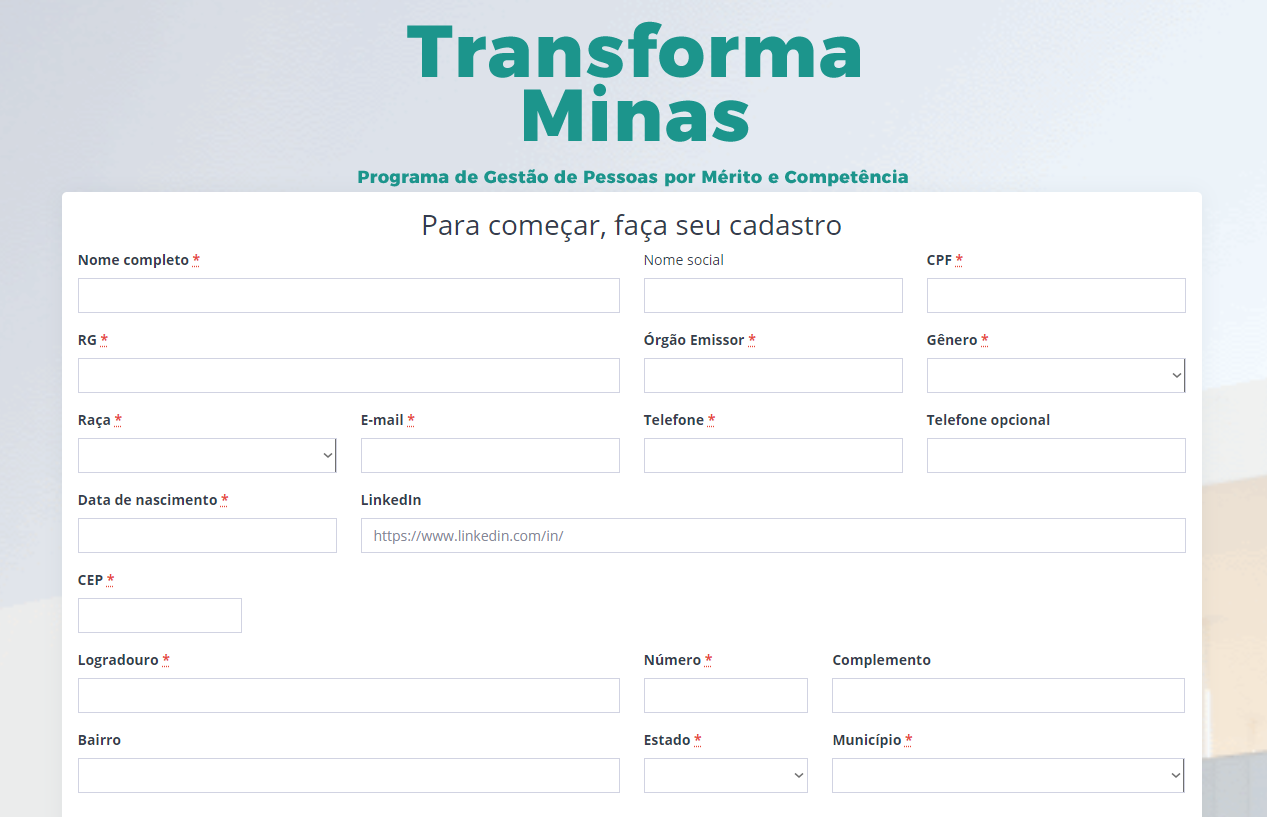 Transforma
Minas
Programa de Gestão de Pessoas por Mérito e Competência
Para começar, faça seu cadastro
Nome completo * Nome social CPF *
RG * Órgão Emissor * Gênero *
Raça * E-mail * Telefone * Telefone opcional
Data de nascimento * LinkedIn
https://www.linkedin.com/in/
CEP *
Logradouro * Número * Complemento
Bairro Estado * Município *